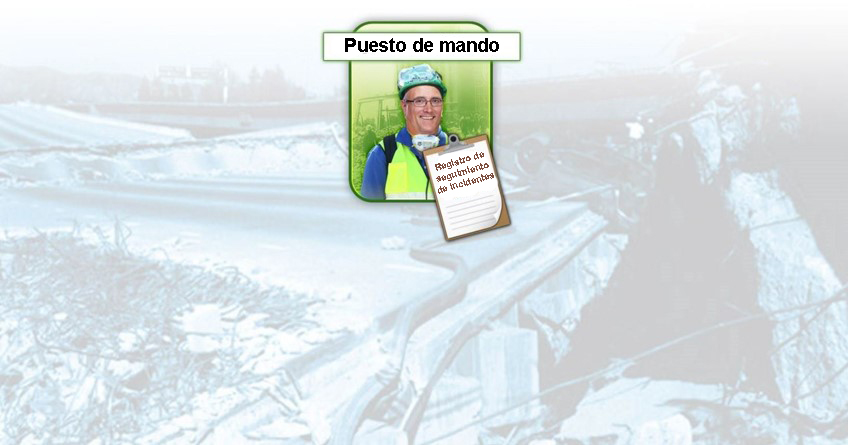 Puesto de mando
Registro de
seguimiento
de incidentes